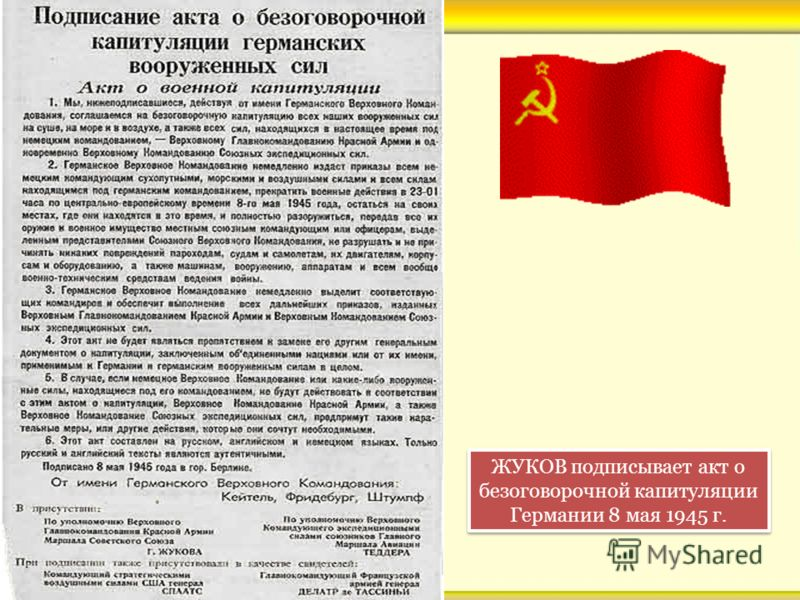 Подписание акта о безоговорочной
капитуляции германских
вооруженных сил
Акт о военной капитуляции
1. Мы, нижеподписавшиеся, действуя от имени Германского Верховного Коман-
дования, соглашаемся на безоговорочную капитуляцию всех наших вооруженных сил
на суше, на море и в воздухе, а также всех сил, находящихся в настоящее время под
немецким командованием, — Верховному Главнокомандованию Красной Армии и од-
новременно Верховному Командованию Союзных экспедиционных сил.
2. Германское Верховное Командование немедленно издаст приказы всем не-
мецким командующим сухопутными, морскими и воздушными силами и всем силам
находящимся под германским командованием, прекратить военные действия в 23-01
часа по центрально-европейскому времени 8-го мая 1945 года, остаться на своих
местах, где они находятся в это время, и полностью разоружиться, передав все их
оружие и военное имущество местным союзным командующим или офицерам, выде-
ленным представителями Союзного Верховного Командования, не разрушать и не при-
чинять никаких повреждений пароходам, судам и самолетам, их двигателям, корпу-
сам и оборудованию, а также машинам, вооружению, аппаратам и всем вообще
военно-техническим средствам ведения войны.
3. Германское Верховное Командование немедленно выделит соответствую-
щих командиров и обеспечит выполнение всех дальнейших приказов, изданных
Верховным Главнокомандованием Красной Армии и Верховным Командованием Союз-
ных экспедиционных сил.
4. Этот акт не будет являться препятствием к замене его другим генеральным
документом о капитуляции, заключенным об'единенными нациями или от их имени,
применимым к Германии и германским вооруженным силам в целом.
5. В случае, если немецкое Верховное Командование или какие-либо вооружен-
ные силы, находящиеся под его командованием, не будут действовать в соответствии
с этим актом о капитуляции, Верховное Командование Красной Армии, а также
Верховное Командование Союзных экспедиционных сил, предпримут такие кара-
тельные меры, или другие действия, которые они сочтут необходимыми.
6. Этот акт составлен на русском, английском и немецком языках. Только
русский и английский тексты являются аутентичными.
Подписано 8 мая 1945 года в гор. Берлине.
От имени Германского Верховного Командования:
Кейтель, Фридебург, Штумпф
В присутствии:
По уполномочию Верховного
Главнокомандования Красной Армии
Маршала Советского Союза
Г. ЖУКОВА
По уполномочию Верховного
Командующего экспедиционными
силами союзников Главного
Маршала Авиации
ТЕДДЕРА
При подписании также присутствовали в качестве свидетелей:
Командующий стратегическими
воздушными силами США генерал
СПААТС
Главнокомандующий Французской
армией генерал
ДЕЛАТР де ТАССИНЬИ
ЖУКОВ подписывает акт о
безоговорочной капитуляции
Германии 8 мая 1945 г.
MyShared